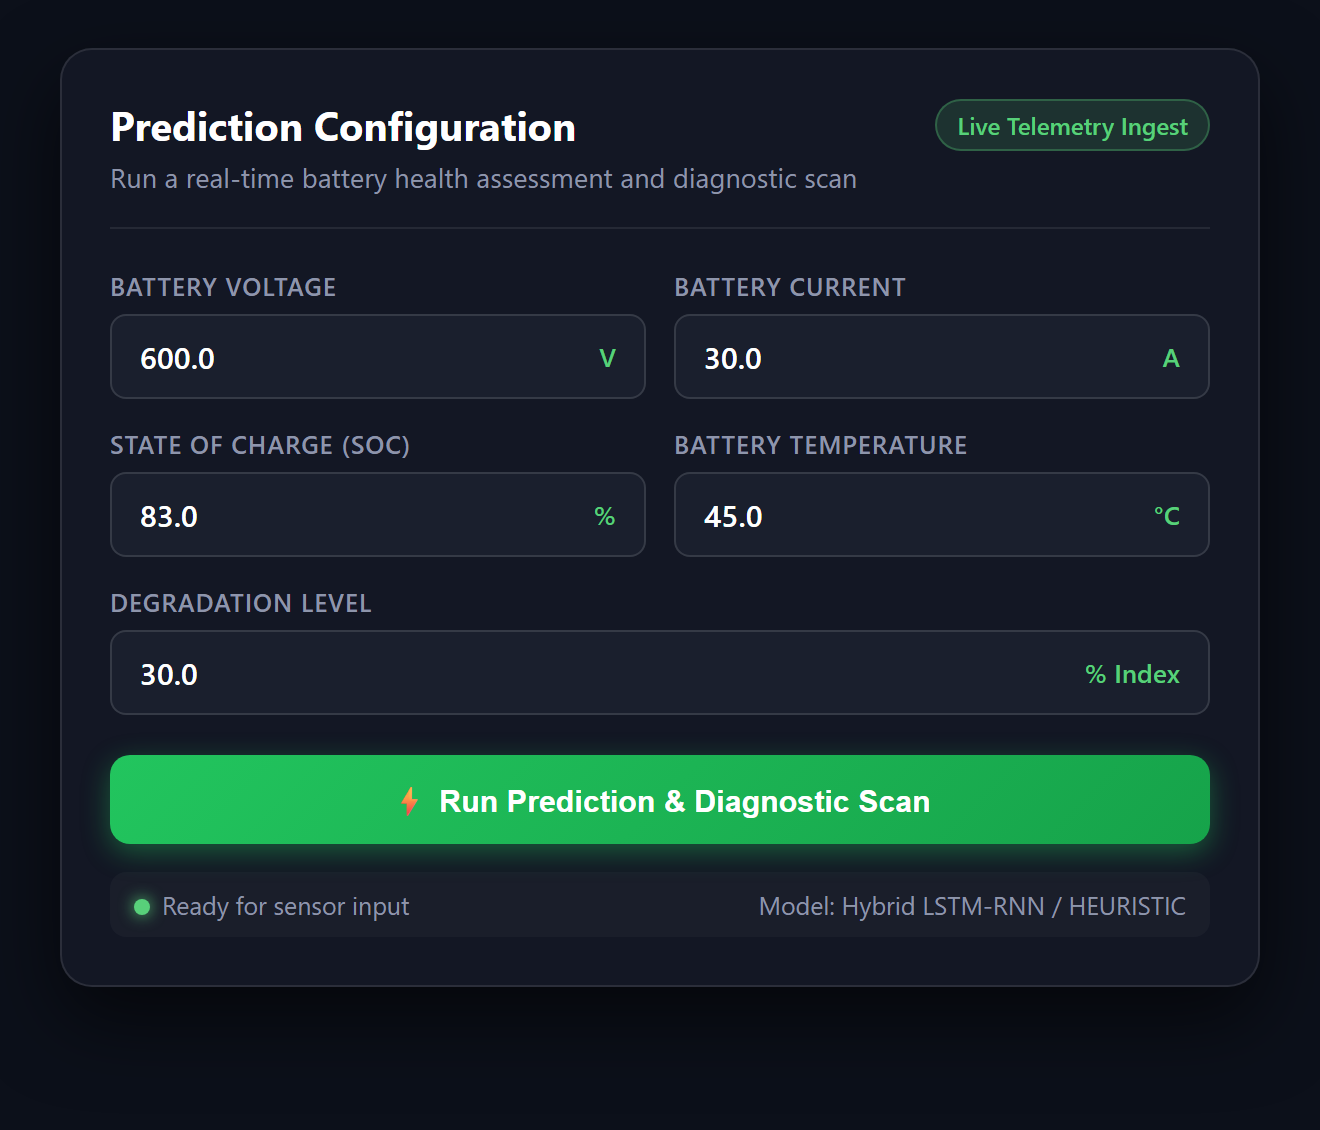 Prediction Configuration
Live Telemetry Ingest
Run a real-time battery health assessment and diagnostic scan
BATTERY VOLTAGE
BATTERY CURRENT
600.0 V
30.0 A
STATE OF CHARGE (SOC)
BATTERY TEMPERATURE
83.0 %
45.0 °C
DEGRADATION LEVEL
30.0 % Index
Run Prediction & Diagnostic Scan
Ready for sensor input
Model: Hybrid LSTM-RNN / HEURISTIC